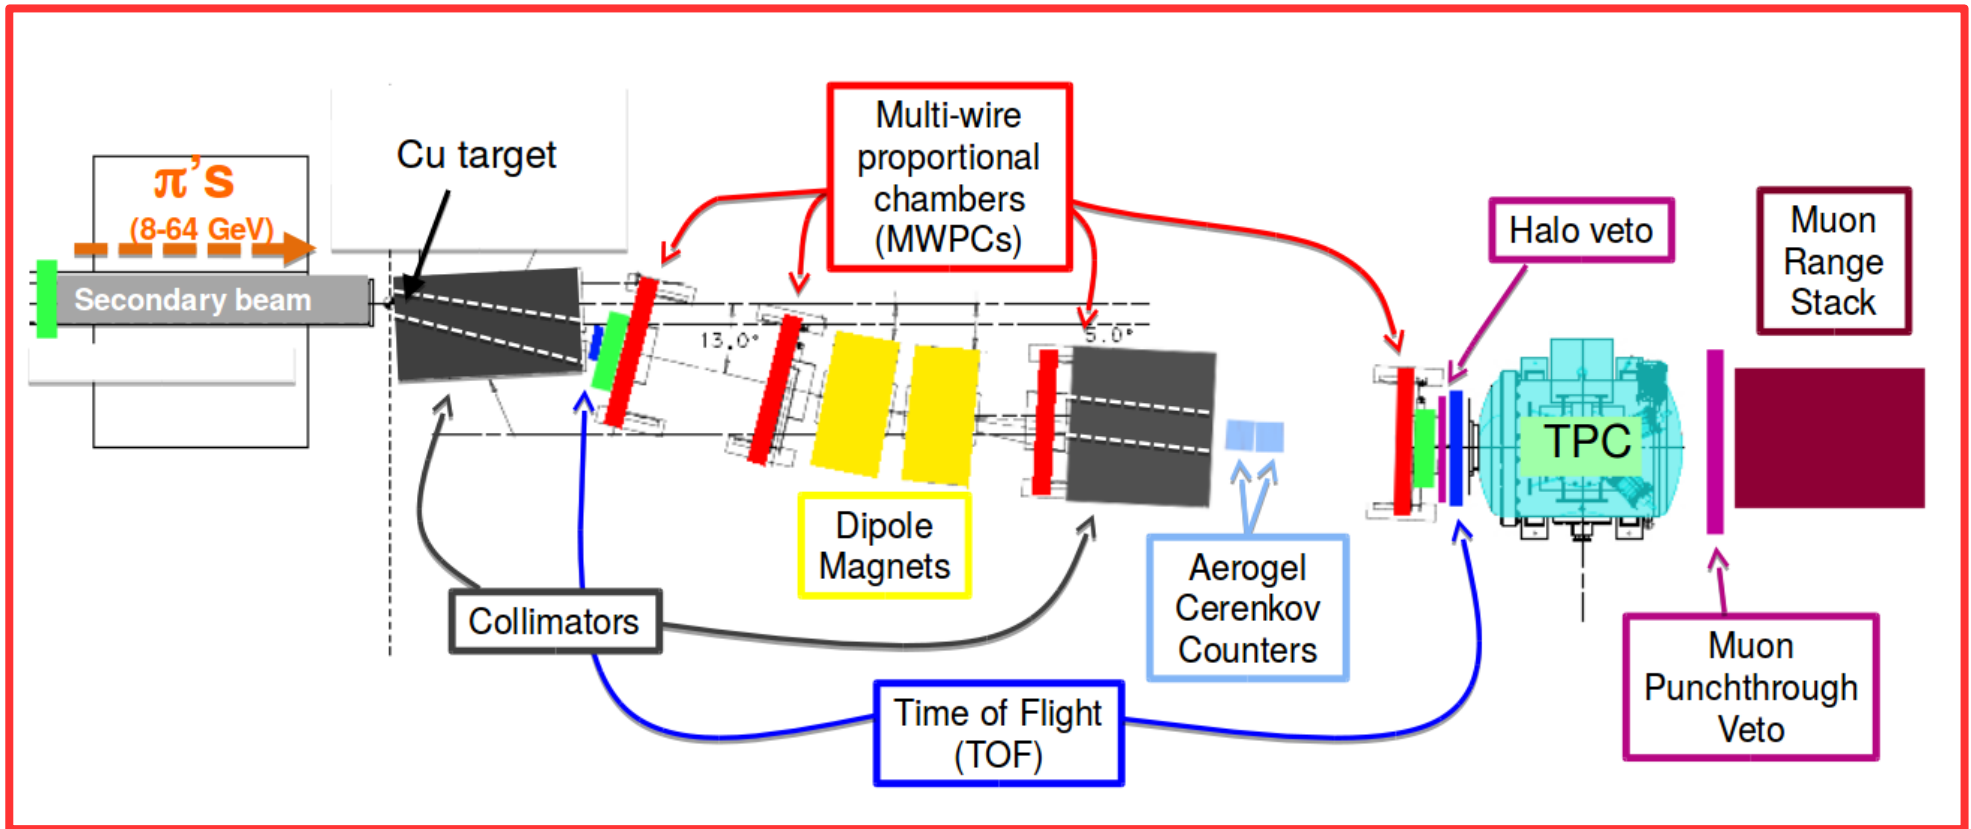 π's
(8-64 GeV)
Secondary beam
Cu target
Multi-wire
proportional
chambers
(MWPCs)
13.0°
5.0°
Dipole
Magnets
Collimators
Time of Flight
(TOF)
Aerogel
Cerenkov
Counters
Halo veto
TPC
Muon
Range
Stack
Muon
Punchthrough
Veto